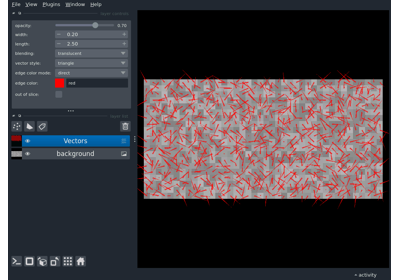 File View Plugins Window Help
layer controls
opacity: 0.70
width: 0.20
length: 2.50
blending: translucent
vector style: triangle
edge color mode: direct
edge color: red
out of slice:
layer list
Vectors
background
activity